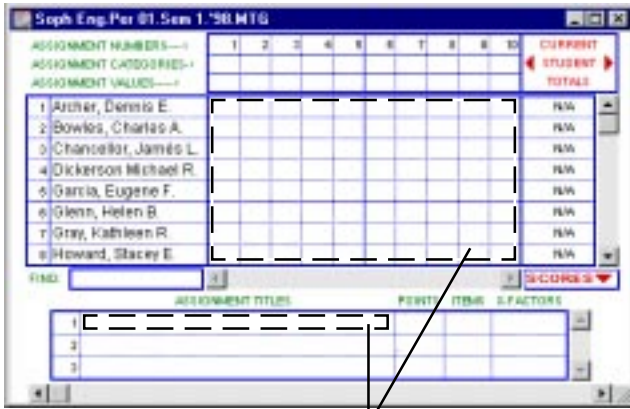 Soph Eng.Per 01.Sem 1.'98.MTG
ASSIGNMENT NUMBERS 1 2 3 4 5 6 7 8 9 10 CURRENT
ASSIGNMENT CATEGORIES STUDENT
ASSIGNMENT VALUES TOTALS
1 Archer, Dennis E. N/A
2 Bowles, Charles A. N/A
3 Chancellor, James L. N/A
4 Dickerson Michael R. N/A
5 Garcia, Eugene F. N/A
6 Glenn, Helen B. N/A
7 Gray, Kathleen R. N/A
8 Howard, Stacey E. N/A
FIND: SCORES
ASSIGNMENT TITLES POINTS ITEMS X-FACTORS
1
2
3